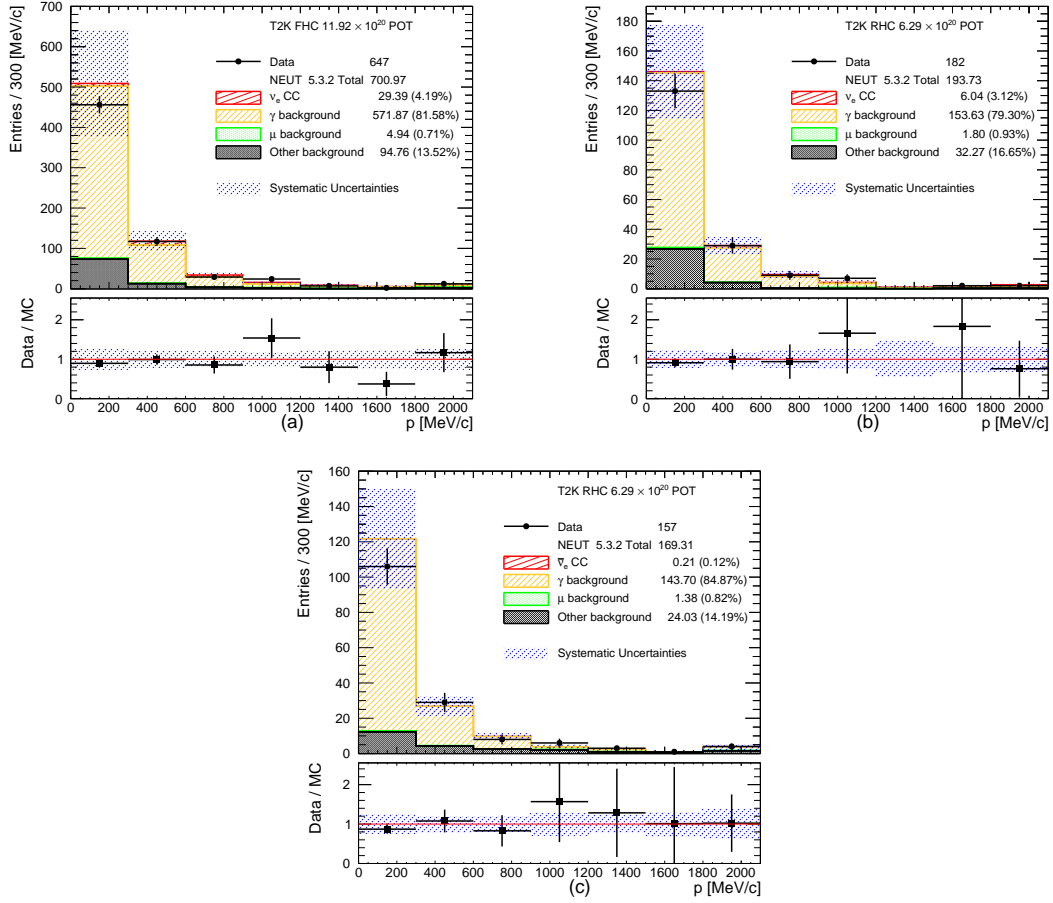 T2K FHC 11.92 × 10²⁰ POT
Data 647
NEUT 5.3.2 Total 700.97
νₑ CC 29.39 (4.19%)
γ background 571.87 (81.58%)
μ background 4.94 (0.71%)
Other background 94.76 (13.52%)
Systematic Uncertainties
Entries / 300 [MeV/c]
700
600
500
400
300
200
100
0
Data / MC
2
1
0
0 200 400 600 800 1000 1200 1400 1600 1800 2000
p [MeV/c]
(a)
T2K RHC 6.29 × 10²⁰ POT
Data 182
NEUT 5.3.2 Total 193.73
νₑ CC 6.04 (3.12%)
γ background 153.63 (79.30%)
μ background 1.80 (0.93%)
Other background 32.27 (16.65%)
Systematic Uncertainties
Entries / 300 [MeV/c]
180
160
140
120
100
80
60
40
20
0
Data / MC
2
1
0
0 200 400 600 800 1000 1200 1400 1600 1800 2000
p [MeV/c]
(b)
T2K RHC 6.29 × 10²⁰ POT
Data 157
NEUT 5.3.2 Total 169.31
ν̅ₑ CC 0.21 (0.12%)
γ background 143.70 (84.87%)
μ background 1.38 (0.82%)
Other background 24.03 (14.19%)
Systematic Uncertainties
Entries / 300 [MeV/c]
160
140
120
100
80
60
40
20
0
Data / MC
2
1
0
0 200 400 600 800 1000 1200 1400 1600 1800 2000
p [MeV/c]
(c)